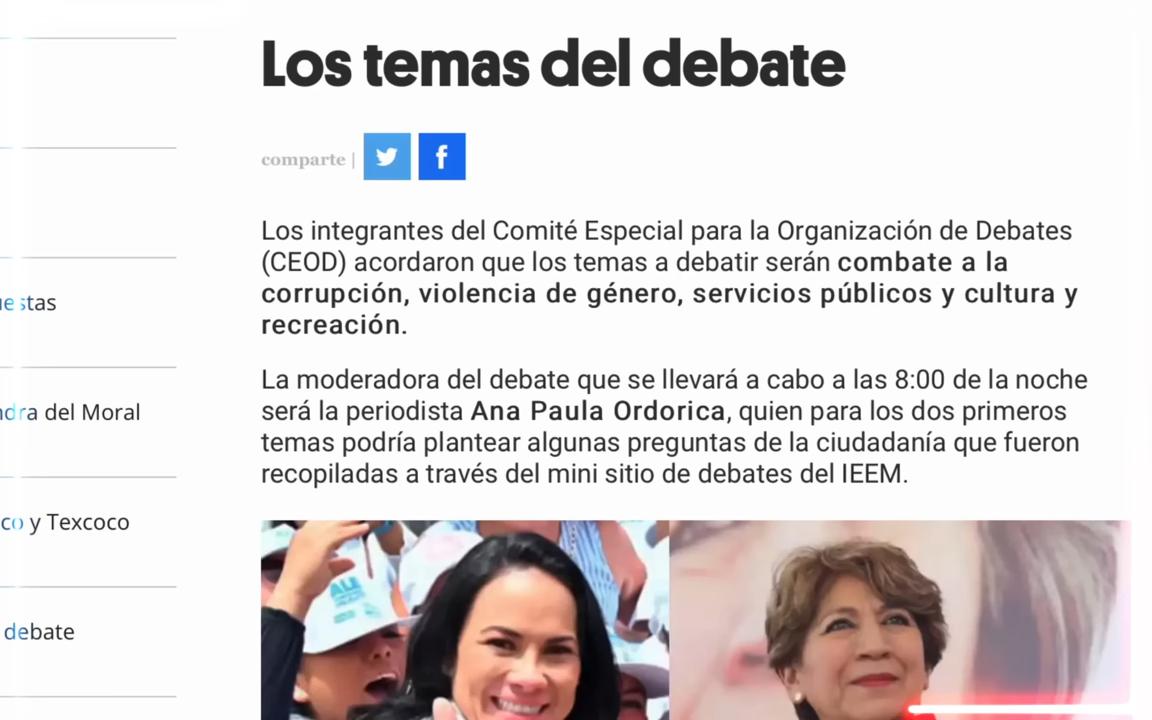 Los temas del debate
comparte |
Los integrantes del Comité Especial para la Organización de Debates
(CEOD) acordaron que los temas a debatir serán combate a la
corrupción, violencia de género, servicios públicos y cultura y
recreación.
La moderadora del debate que se llevará a cabo a las 8:00 de la noche
será la periodista Ana Paula Ordorica, quien para los dos primeros
temas podría plantear algunas preguntas de la ciudadanía que fueron
recopiladas a través del mini sitio de debates del IEEM.
del Moral
y Texcoco
debate
ALE